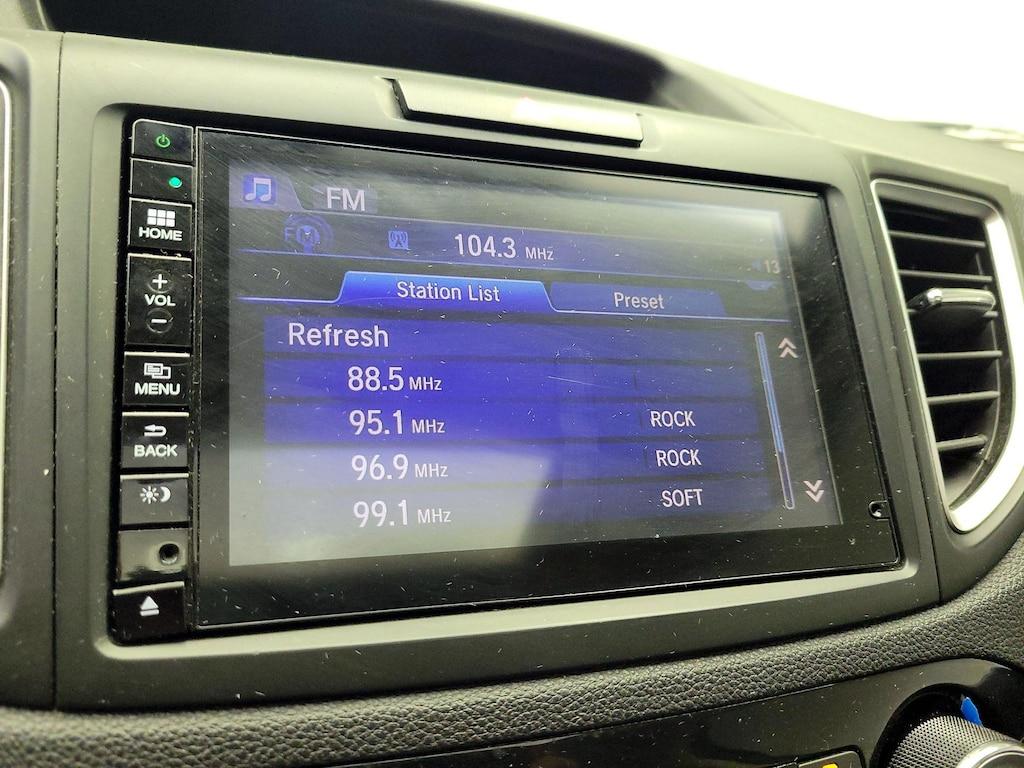 FM
FM
104.3 MHz
13
Station List Preset
Refresh
88.5 MHz
95.1 MHz ROCK
96.9 MHz ROCK
99.1 MHz SOFT
HOME
+
VOL
−
MENU
BACK